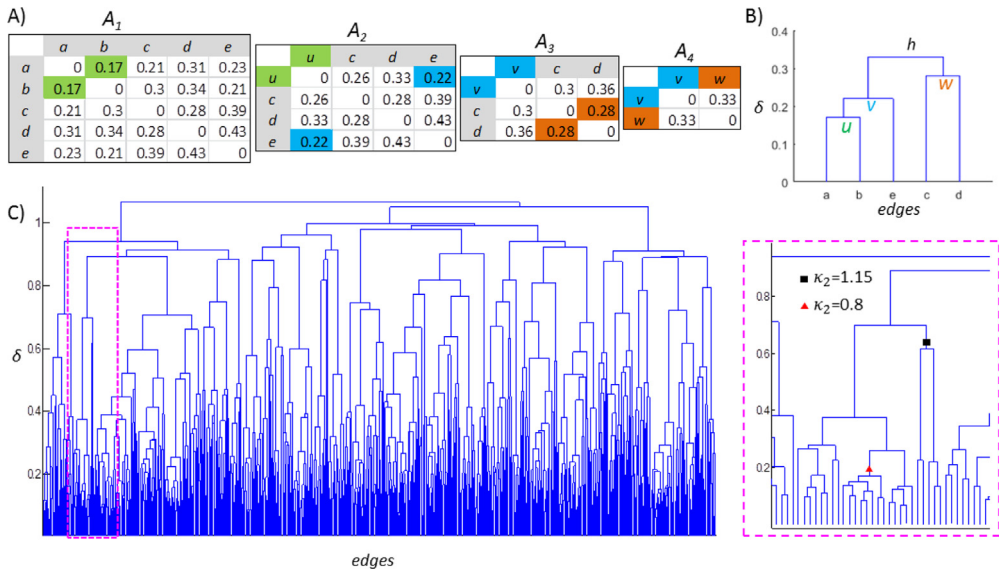 A)
A1
a b c d e
a 0 0.17 0.21 0.31 0.23
b 0.17 0 0.3 0.34 0.21
c 0.21 0.3 0 0.28 0.39
d 0.31 0.34 0.28 0 0.43
e 0.23 0.21 0.39 0.43 0
A2
u c d e
u 0 0.26 0.33 0.22
c 0.26 0 0.28 0.39
d 0.33 0.28 0 0.43
e 0.22 0.39 0.43 0
A3
v c d
v 0 0.3 0.36
c 0.3 0 0.28
d 0.36 0.28 0
A4
v w
v 0 0.33
w 0.33 0
B)
h
0.4
0.3
δ 0.2
0.1
0
u
v
w
a b e c d
edges
C)
1
0.8
δ 0.6
0.4
0.2
edges
0.8
0.6
0.4
0.2
κ2=1.15
κ2=0.8